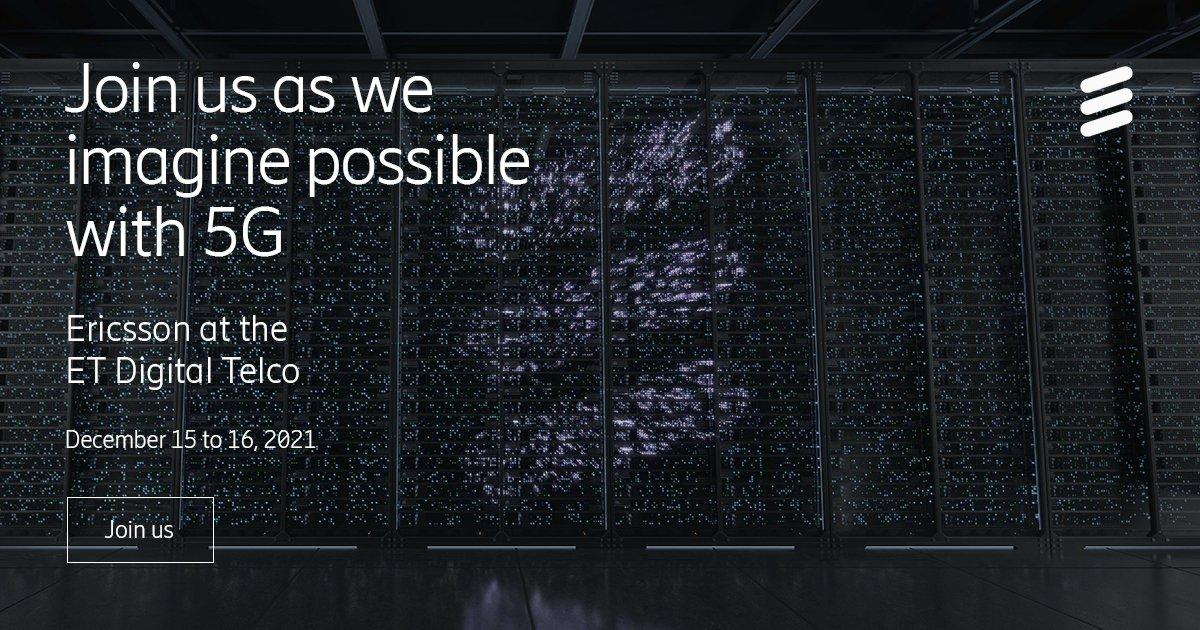 Join us as we
imagine possible
with 5G
Ericsson at the
ET Digital Telco
December 15 to 16, 2021
Join us